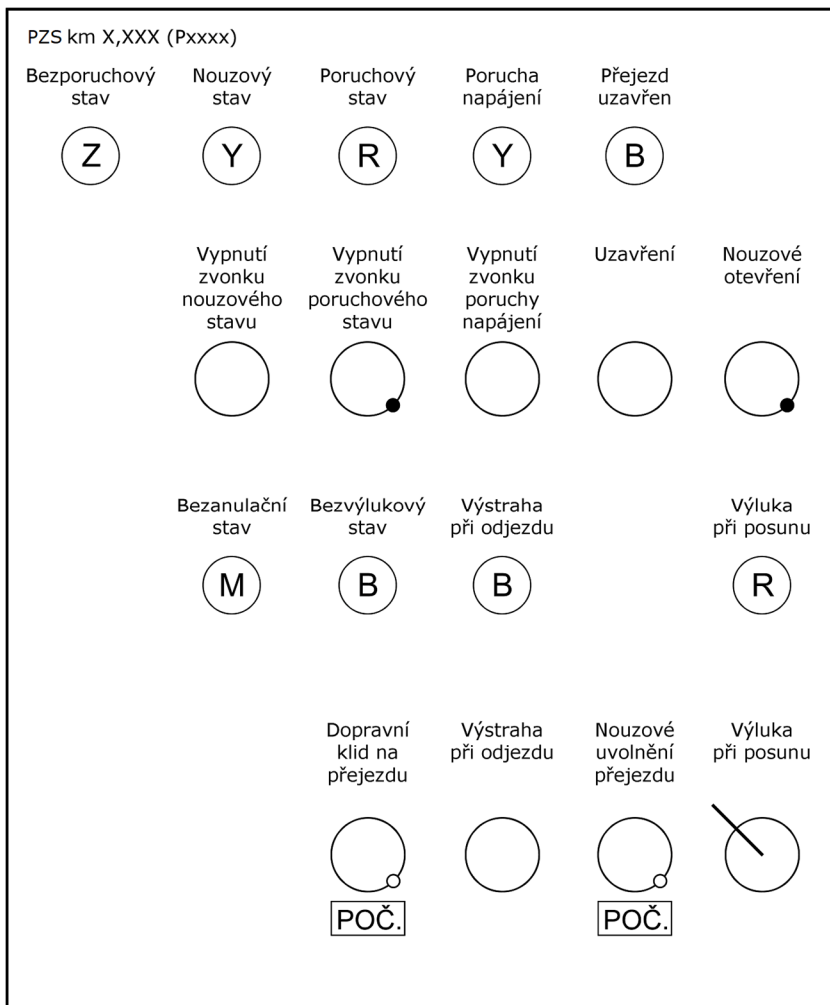 PZS km X,XXX (Pxxxx)
Bezporuchový Nouzový Poruchový Porucha Přejezd
stav stav stav napájení uzavřen
Z Y R Y B
Vypnutí Vypnutí Vypnutí Uzavření Nouzové
zvonku zvonku zvonku otevření
nouzového poruchového poruchy
stavu stavu napájení
Bezanulační Bezvýlukový Výstraha Výluka
stav stav při odjezdu při posunu
M B B R
Dopravní Výstraha Nouzové Výluka
klid na při odjezdu uvolnění při posunu
přejezdu přejezdu
POČ. POČ.